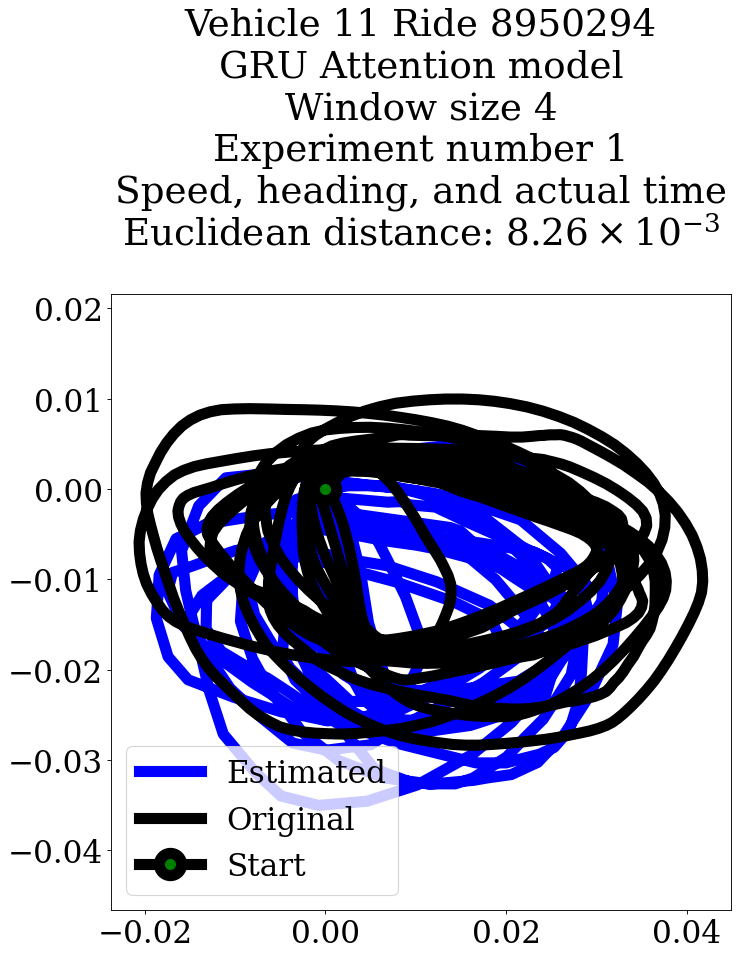 Vehicle 11 Ride 8950294
GRU Attention model
Window size 4
Experiment number 1
Speed, heading, and actual time
Euclidean distance: 8.26 × 10⁻³
0.02
0.01
0.00
−0.01
−0.02
−0.03
−0.04
Estimated
Original
Start
−0.02 0.00 0.02 0.04